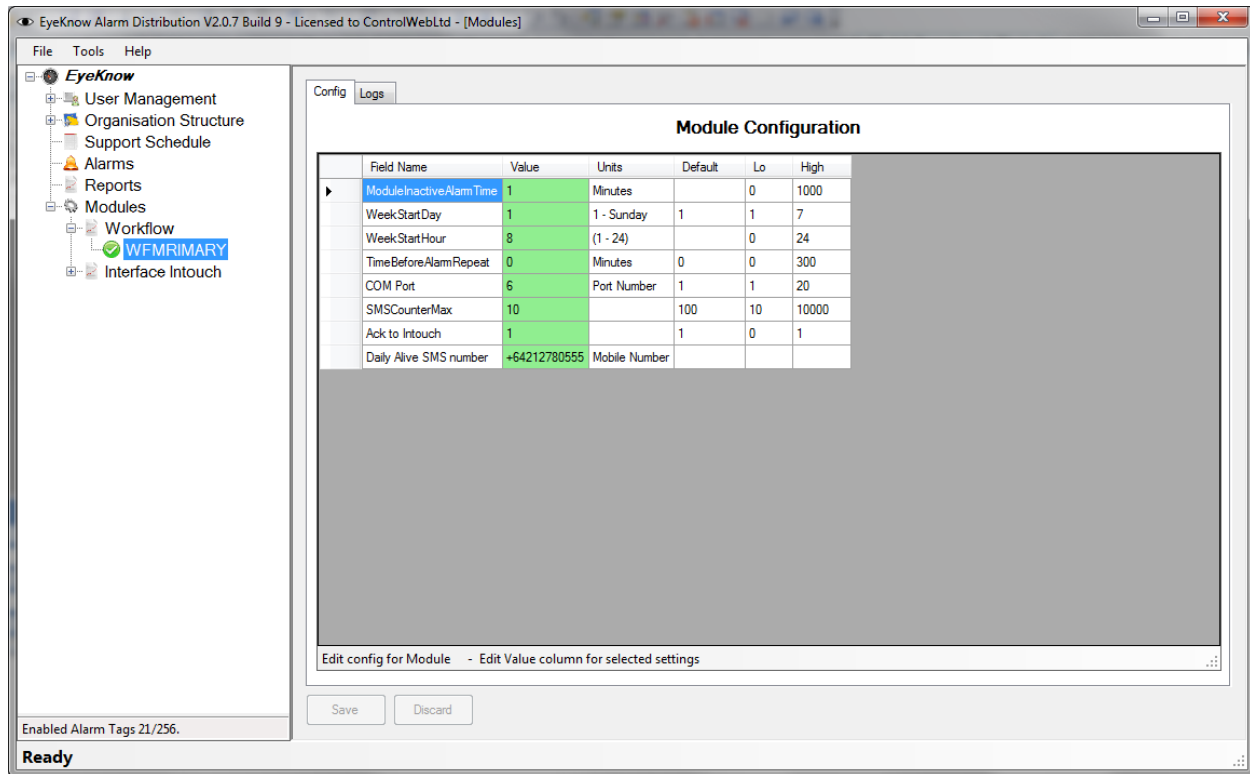 EyeKnow Alarm Distribution V2.0.7 Build 9 - Licensed to ControlWebLtd - [Modules]
File Tools Help
EyeKnow
User Management
Organisation Structure
Support Schedule
Alarms
Reports
Modules
Workflow
WFMRIMARY
Interface Intouch
Enabled Alarm Tags 21/256.
Config Logs
Module Configuration
Field Name Value Units Default Lo High
ModuleInactiveAlarmTime 1 Minutes 0 1000
WeekStartDay 1 1 - Sunday 1 1 7
WeekStartHour 8 (1 - 24) 0 24
TimeBeforeAlarmRepeat 0 Minutes 0 0 300
COM Port 6 Port Number 1 1 20
SMSCounterMax 10 100 10 10000
Ack to Intouch 1 1 0 1
Daily Alive SMS number +64212780555 Mobile Number
Edit config for Module - Edit Value column for selected settings
Save Discard
Ready